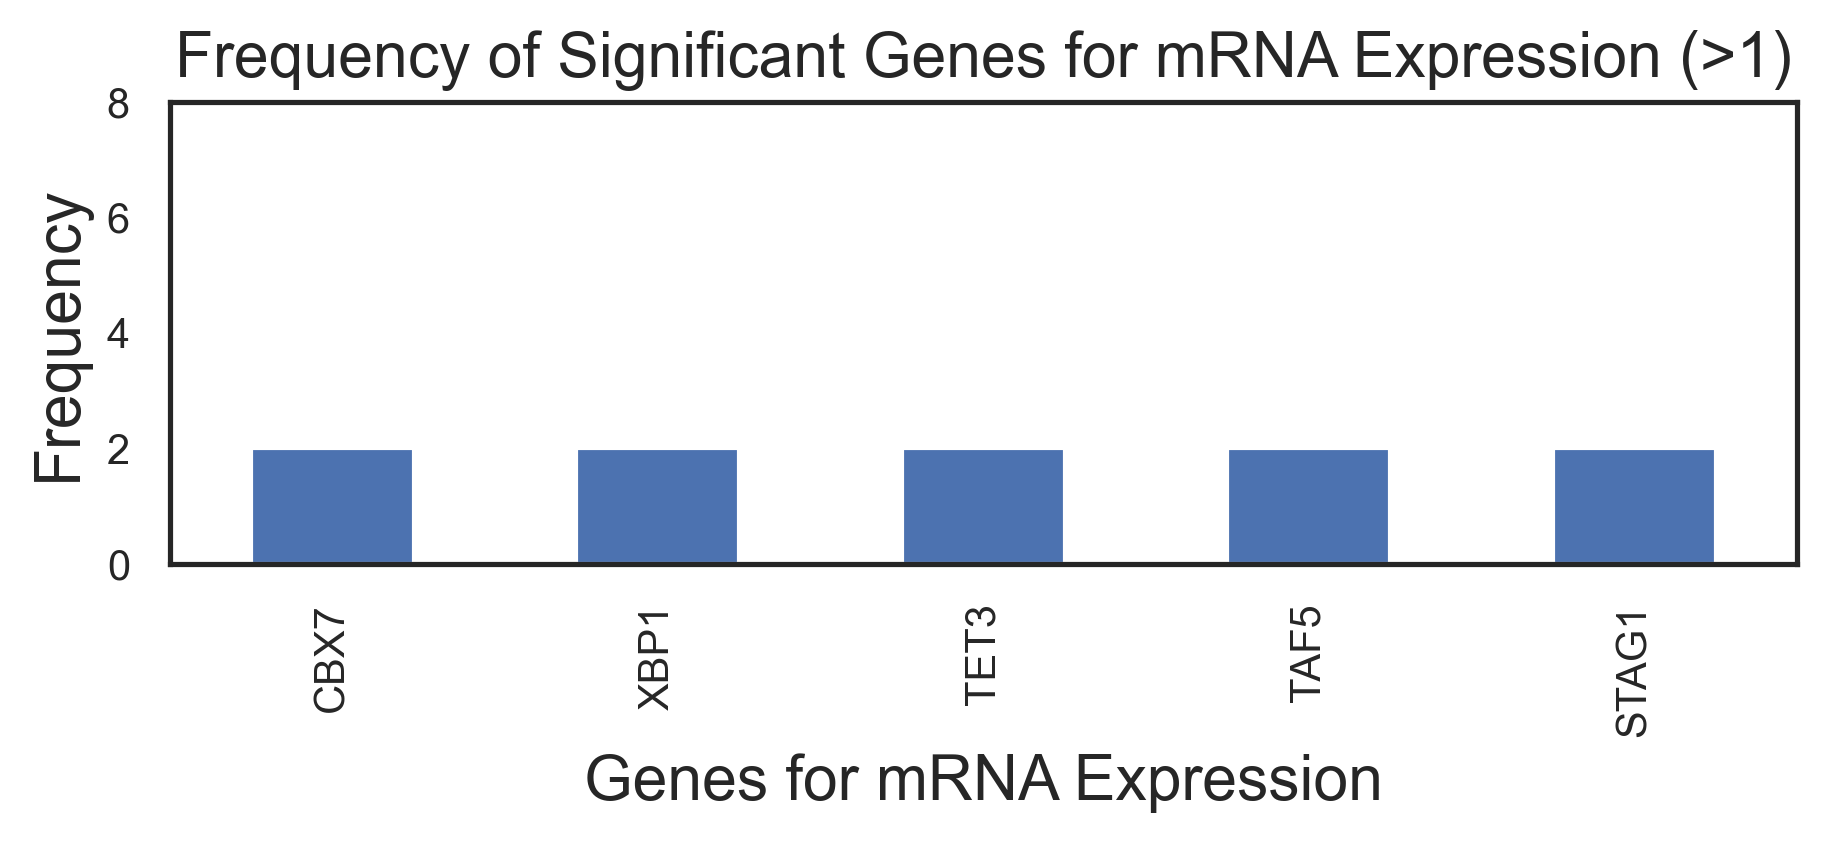 Frequency of Significant Genes for mRNA Expression (>1)
Frequency
8
6
4
2
0
CBX7
XBP1
TET3
TAF5
STAG1
Genes for mRNA Expression